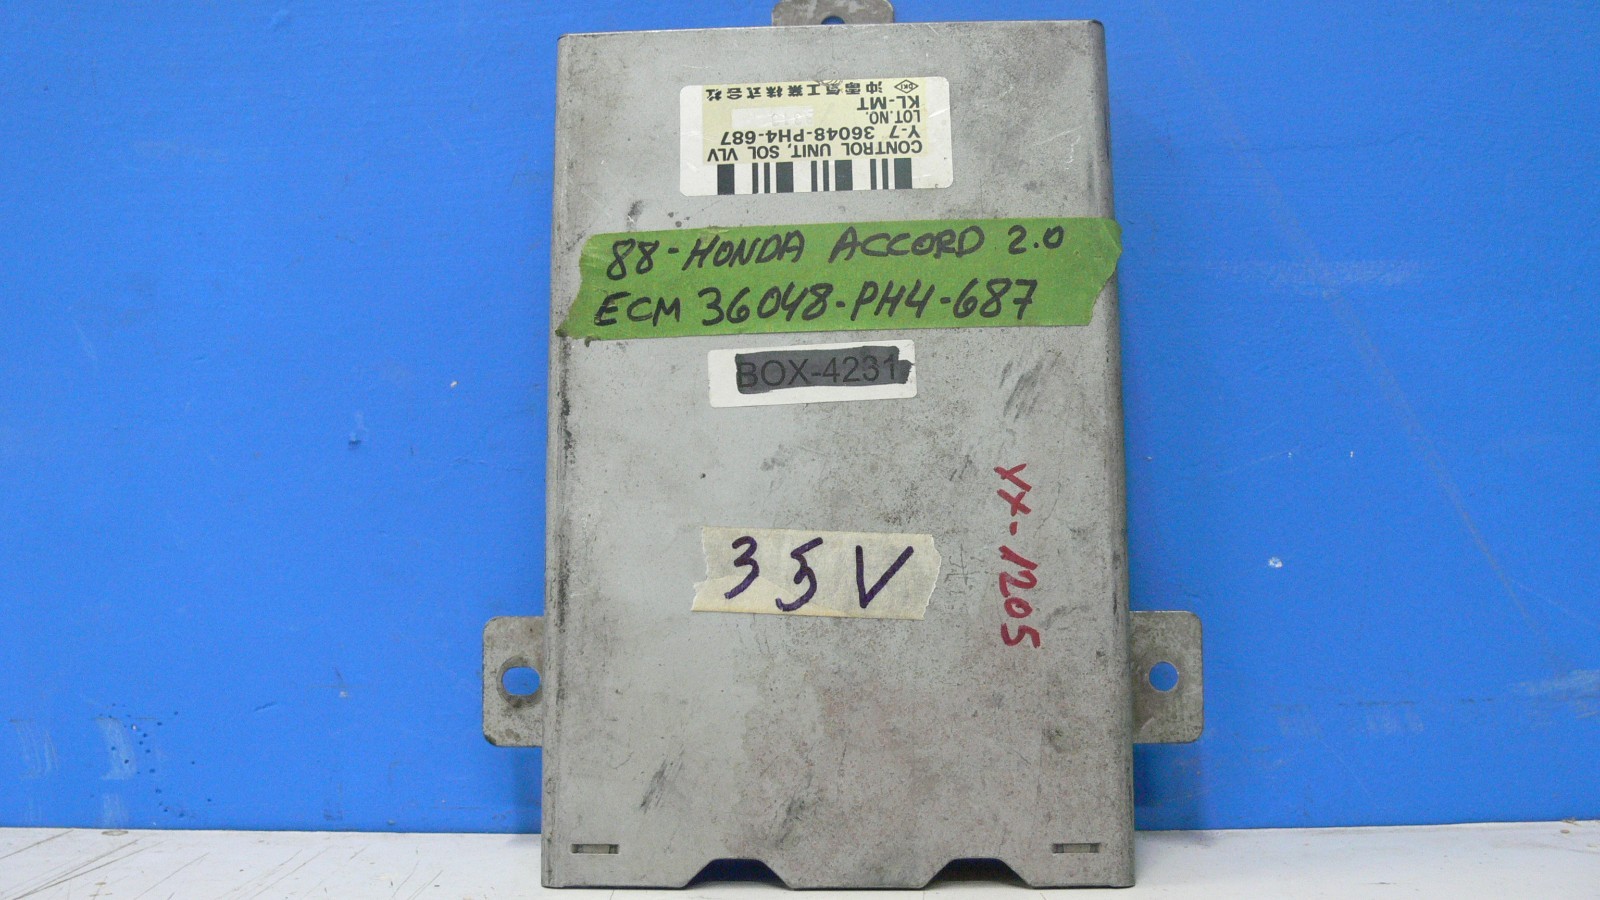 CONTROL UNIT, SOL VLV
Y-7 36048-PH4-687
LOT.NO.
KL-MT
OKI 沖電気工業株式会社
88-HONDA ACCORD 2.0
ECM 36048-PH4-687
BOX-4231
35V
YX-1205